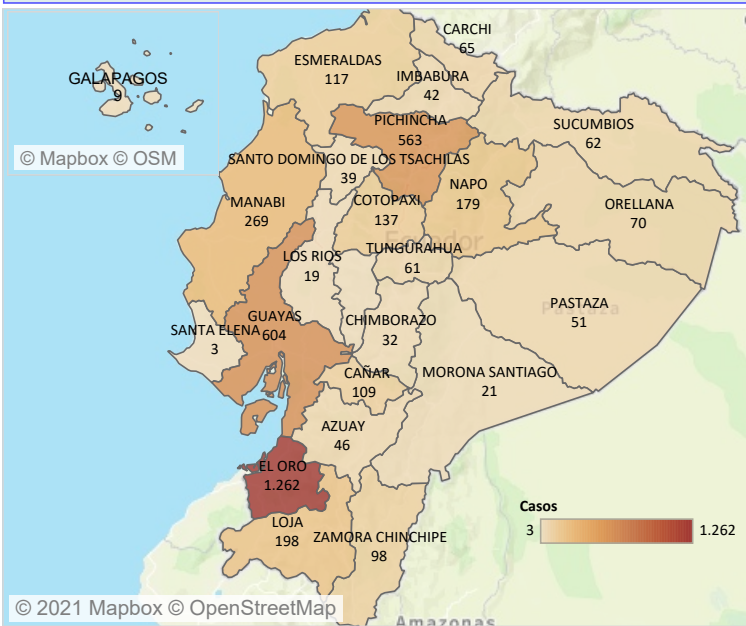 CARCHI
65
ESMERALDAS
117
IMBABURA
42
GALAPAGOS
9
PICHINCHA
563
SUCUMBIOS
62
© Mapbox © OSM
SANTO DOMINGO DE LOS TSACHILAS
39
NAPO
179
MANABI
269
COTOPAXI
137
ORELLANA
70
Ecuador
TUNGURAHUA
61
LOS RIOS
19
PASTAZA
51
Pastaza
GUAYAS
604
SANTA ELENA
3
CHIMBORAZO
32
CAÑAR
109
MORONA SANTIAGO
21
AZUAY
46
EL ORO
1.262
LOJA
198
ZAMORA CHINCHIPE
98
Casos
3
1.262
© 2021 Mapbox © OpenStreetMap
Amazonas